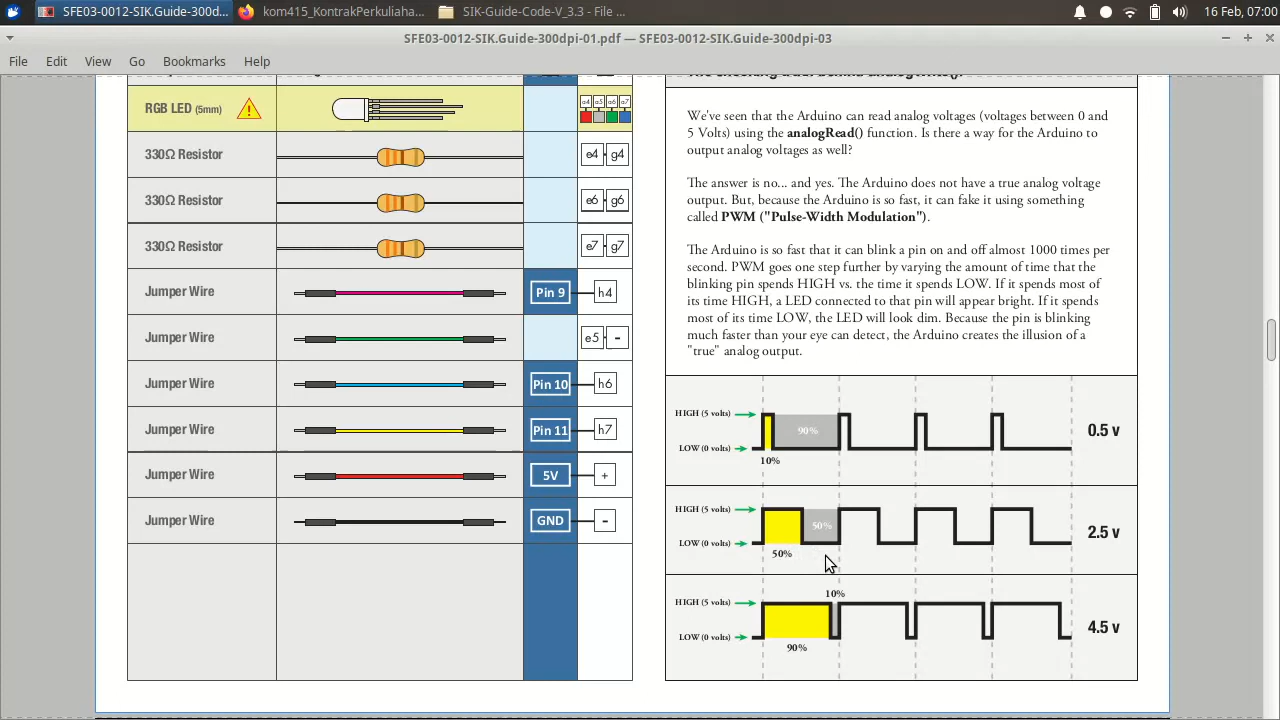 SFE03-0012-SIK.Guide-300d...
kom415_KontrakPerkuliaha...
SIK-Guide-Code-V_3.3 - File ...
16 Feb, 07:00
SFE03-0012-SIK.Guide-300dpi-01.pdf — SFE03-0012-SIK.Guide-300dpi-03
File Edit View Go Bookmarks Help
RGB LED (5mm)
a4 a5 a6 a7
330Ω Resistor
e4 g4
330Ω Resistor
e6 g6
330Ω Resistor
e7 g7
Jumper Wire
Pin 9
h4
Jumper Wire
e5 -
Jumper Wire
Pin 10
h6
Jumper Wire
Pin 11
h7
Jumper Wire
5V
+
Jumper Wire
GND
-
We've seen that the Arduino can read analog voltages (voltages between 0 and
5 Volts) using the analogRead() function. Is there a way for the Arduino to
output analog voltages as well?
The answer is no... and yes. The Arduino does not have a true analog voltage
output. But, because the Arduino is so fast, it can fake it using something
called PWM ("Pulse-Width Modulation").
The Arduino is so fast that it can blink a pin on and off almost 1000 times per
second. PWM goes one step further by varying the amount of time that the
blinking pin spends HIGH vs. the time it spends LOW. If it spends most of
its time HIGH, a LED connected to that pin will appear bright. If it spends
most of its time LOW, the LED will look dim. Because the pin is blinking
much faster than your eye can detect, the Arduino creates the illusion of a
"true" analog output.
HIGH (5 volts)
90%
0.5 v
LOW (0 volts)
10%
HIGH (5 volts)
50%
2.5 v
LOW (0 volts)
50%
10%
HIGH (5 volts)
4.5 v
LOW (0 volts)
90%